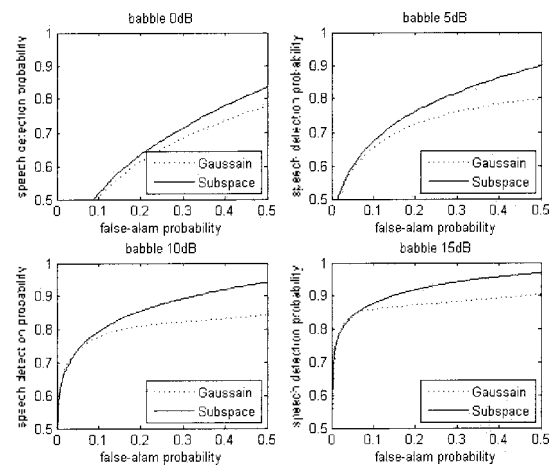 babble 0dB
speech detection probability
1
0.9
0.8
0.7
0.6
0.5
0 0.1 0.2 0.3 0.4 0.5
false-alam probability
Gaussain
Subspace
babble 5dB
speech detection probability
1
0.9
0.8
0.7
0.6
0.5
0 0.1 0.2 0.3 0.4 0.5
false-alam probability
Gaussain
Subspace
babble 10dB
speech detection probability
1
0.9
0.8
0.7
0.6
0.5
0 0.1 0.2 0.3 0.4 0.5
false-alam probability
Gaussain
Subspace
babble 15dB
speech detection probability
1
0.9
0.8
0.7
0.6
0.5
0 0.1 0.2 0.3 0.4 0.5
false-alam probability
Gaussain
Subspace